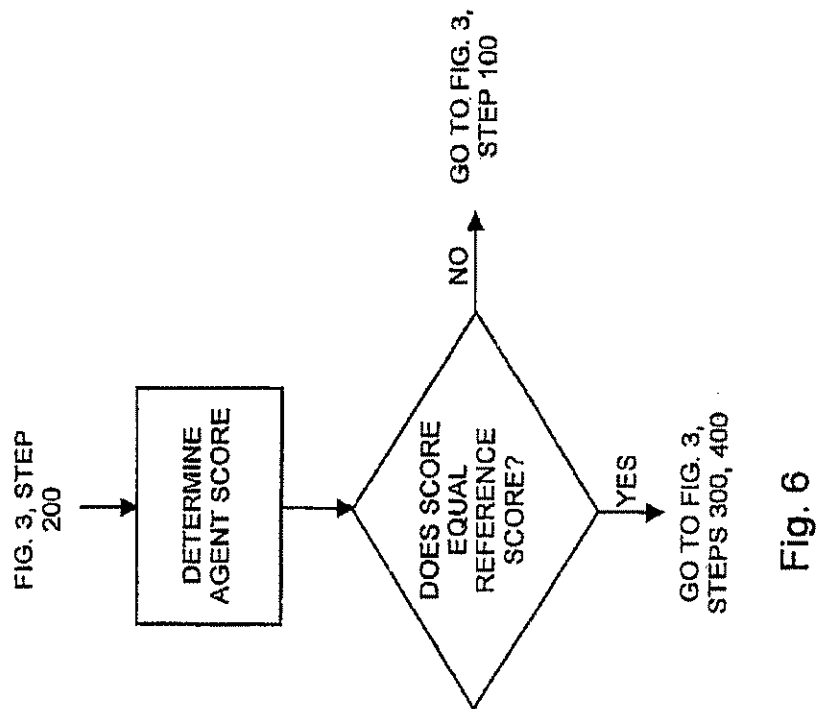 FIG. 3, STEP
200
DETERMINE
AGENT SCORE
DOES SCORE
EQUAL
REFERENCE
SCORE?
NO
GO TO FIG. 3,
STEP 100
YES
GO TO FIG. 3,
STEPS 300, 400
Fig. 6